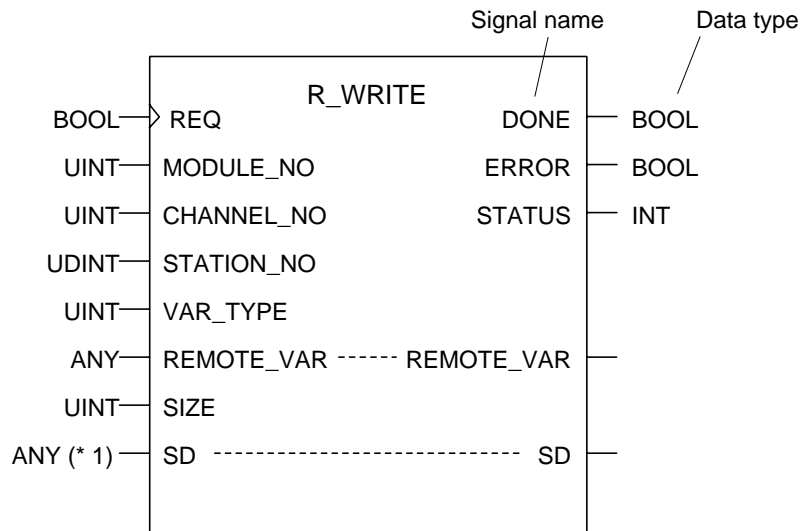 Signal name Data type
R_WRITE
BOOL REQ DONE BOOL
UINT MODULE_NO ERROR BOOL
UINT CHANNEL_NO STATUS INT
UDINT STATION_NO
UINT VAR_TYPE
ANY REMOTE_VAR REMOTE_VAR
UINT SIZE
ANY (* 1) SD SD